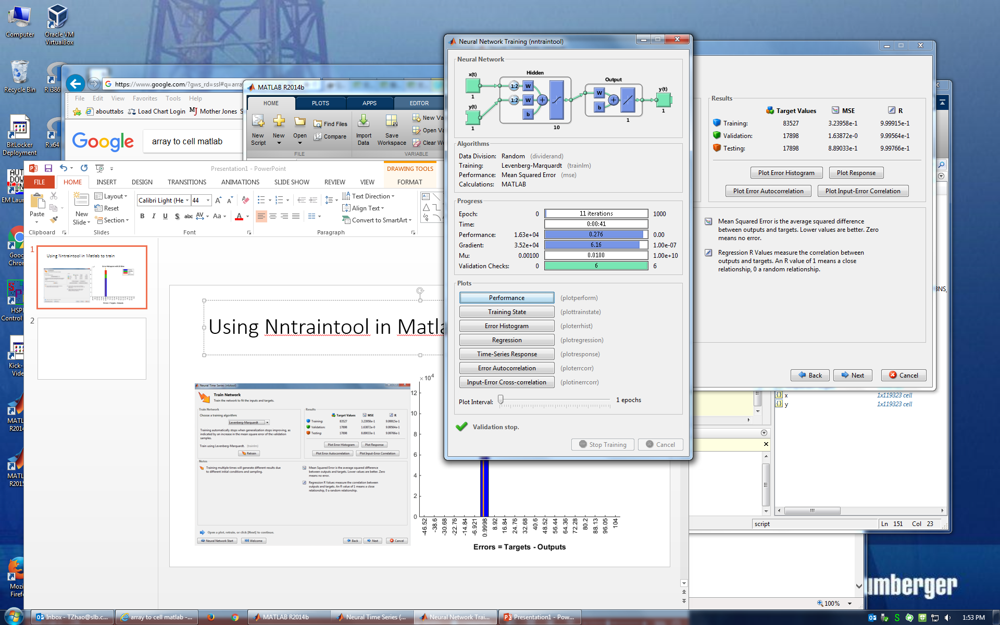 Computer
Oracle VM
VirtualBox
Recycle Bin
R i386
BitLocker
Deployment
R x64
EM Lau
Goog
Chron
HSPI
Control
Kick-
Vide
MATL
R2014
MATL
R2015
Mozi
Firef
https://www.google.com/?gws_rd=ssl#q=arra
File Edit View Favorites Tools Help
abouttabs Load Chart Login Mother Jones S
Google
array to cell matlab
MATLAB R2014b
HOME PLOTS APPS EDITOR
New Script
New
Open
Find Files
Compare
Import Data
Save Workspace
New Va
Open Va
Clear Wo
FILE VARIABLE
Presentation1 - PowerPoint
DRAWING TOOLS
FILE HOME INSERT DESIGN TRANSITIONS ANIMATIONS SLIDE SHOW REVIEW VIEW FORMAT
Paste
New Slide
Layout
Reset
Section
Calibri Light (He 44
B I U S abc AV Aa A
Text Direction
Align Text
Convert to SmartArt
Clipboard Slides Font Paragraph
1
Using Nntraintool in Matlab to train
2
Using Nntraintool in Matla
Neural Time Series (ntstool)
Train Network
Train the network to fit the inputs and targets.
Train Network
Choose a training algorithm:
Levenberg-Marquardt
Training automatically stops when generalization stops improving, as
indicated by an increase in the mean square error of the validation
samples.
Train using Levenberg-Marquardt. (trainlm)
Retrain
Results
Target Values MSE R
Training: 83527 3.23958e-1 9.99915e-1
Validation: 17898 1.63872e-0 9.99564e-1
Testing: 17898 8.89033e-1 9.99766e-1
Plot Error Histogram Plot Response
Plot Error Autocorrelation Plot Input-Error Correlation
Notes
Training multiple times will generate different results due
to different initial conditions and sampling.
Mean Squared Error is the average squared difference
between outputs and targets. Lower values are better. Zero
means no error.
Regression R Values measure the correlation between
outputs and targets. An R value of 1 means a close
relationship, 0 a random relationship.
Open a plot, retrain, or click [Next] to continue.
Neural Network Start Welcome Back Next Cancel
× 10⁴
12
10
8
6
4
2
0
-46.52 -38.6 -30.68 -22.76 -14.84 -6.921 0.9998 8.92 16.84 24.76 32.68 40.6 48.52 56.44 64.36 72.28 80.2 88.13 96.05 104
Errors = Targets - Outputs
Neural Network Training (nntraintool)
Neural Network
Hidden
Output
x(t)
1
y(t)
1
1:2 W
1:2 W
b
10
W
b
1
y(t)
1
Algorithms
Data Division: Random (dividerand)
Training: Levenberg-Marquardt (trainlm)
Performance: Mean Squared Error (mse)
Calculations: MATLAB
Progress
Epoch: 0 11 iterations 1000
Time: 0:00:41
Performance: 1.63e+04 0.276 0.00
Gradient: 3.52e+04 6.16 1.00e-07
Mu: 0.00100 0.0100 1.00e+10
Validation Checks: 0 6 6
Plots
Performance (plotperform)
Training State (plottrainstate)
Error Histogram (ploterrhist)
Regression (plotregression)
Time-Series Response (plotresponse)
Error Autocorrelation (ploterrcorr)
Input-Error Cross-correlation (plotinerrcorr)
Plot Interval: 1 epochs
Validation stop.
Stop Training Cancel
Results
Target Values MSE R
Training: 83527 3.23958e-1 9.99915e-1
Validation: 17898 1.63872e-0 9.99564e-1
Testing: 17898 8.89033e-1 9.99766e-1
Plot Error Histogram Plot Response
Plot Error Autocorrelation Plot Input-Error Correlation
Mean Squared Error is the average squared difference
between outputs and targets. Lower values are better. Zero
means no error.
Regression R Values measure the correlation between
outputs and targets. An R value of 1 means a close
relationship, 0 a random relationship.
Back Next Cancel
x 1x119323 cell
y 1x119323 cell
script Ln 151 Col 23
umberger
100%
Inbox - TZhao@slb.c...
array to cell matlab -...
MATLAB R2014b
Neural Time Series (...
Neural Network Trai...
Presentation1 - Pow...
1:53 PM